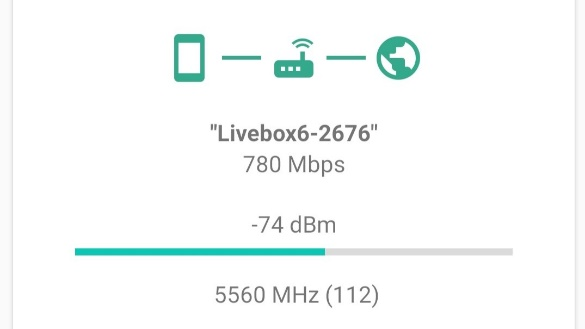 "Livebox6-2676"
780 Mbps
-74 dBm
5560 MHz (112)